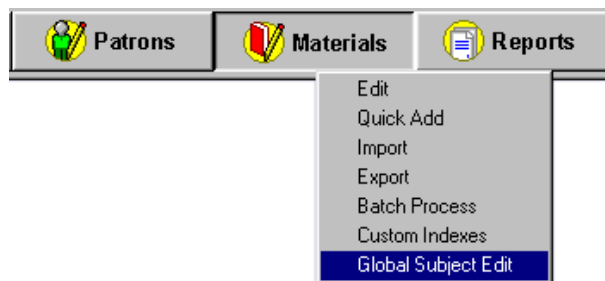 Patrons Materials Reports
Edit
Quick Add
Import
Export
Batch Process
Custom Indexes
Global Subject Edit